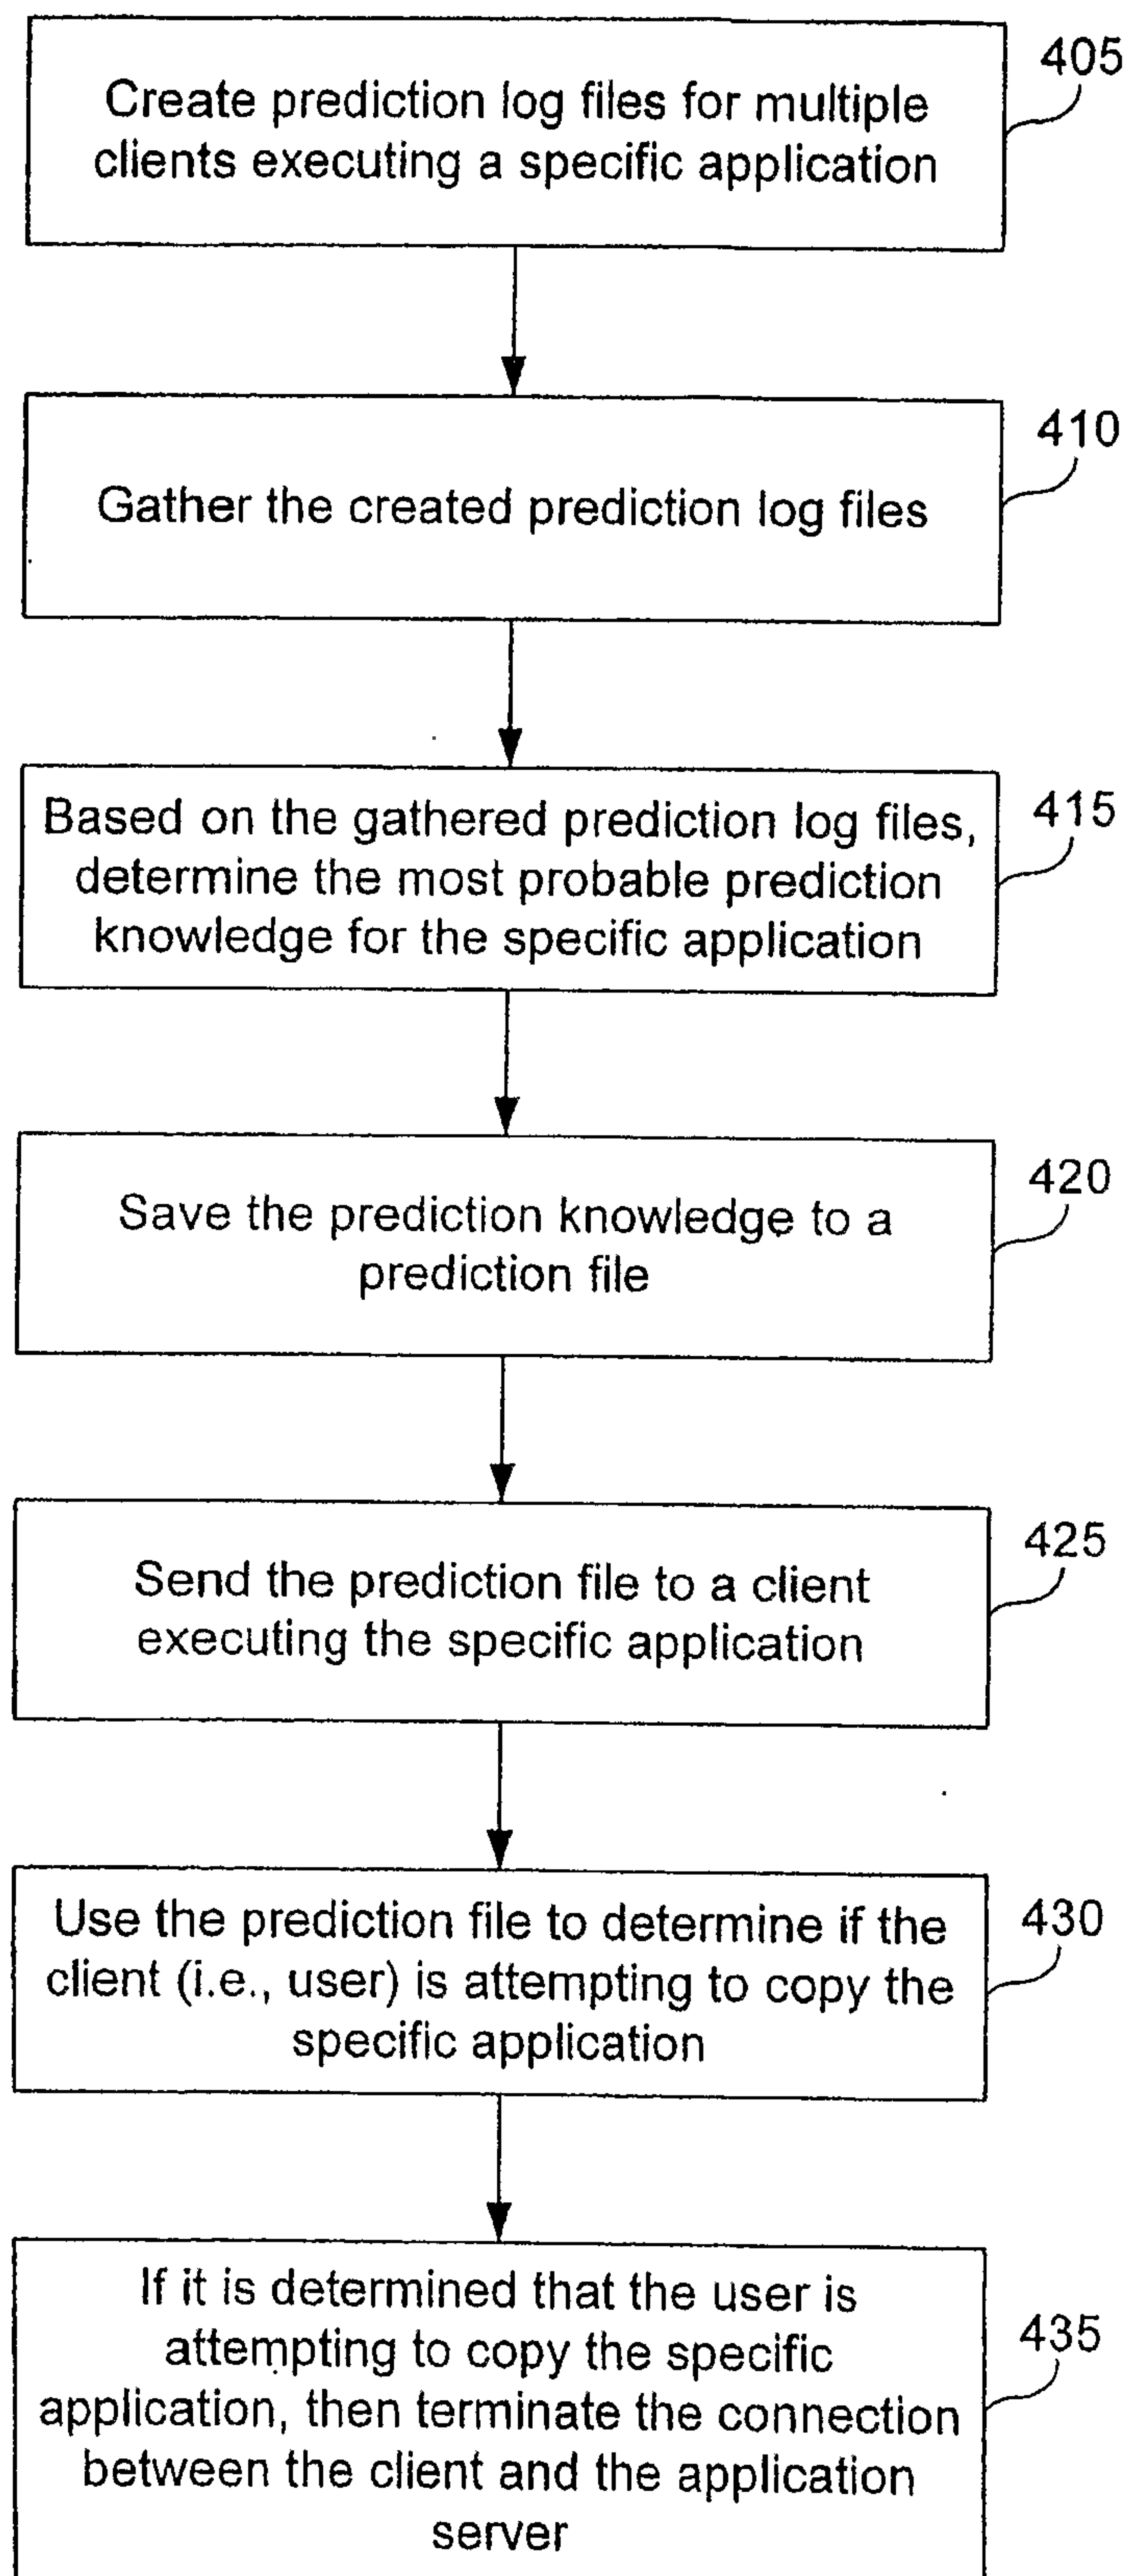 405
Create prediction log files for multiple
clients executing a specific application
410
Gather the created prediction log files
415
Based on the gathered prediction log files,
determine the most probable prediction
knowledge for the specific application
420
Save the prediction knowledge to a
prediction file
425
Send the prediction file to a client
executing the specific application
430
Use the prediction file to determine if the
client (i.e., user) is attempting to copy the
specific application
435
If it is determined that the user is
attempting to copy the specific
application, then terminate the connection
between the client and the application
server